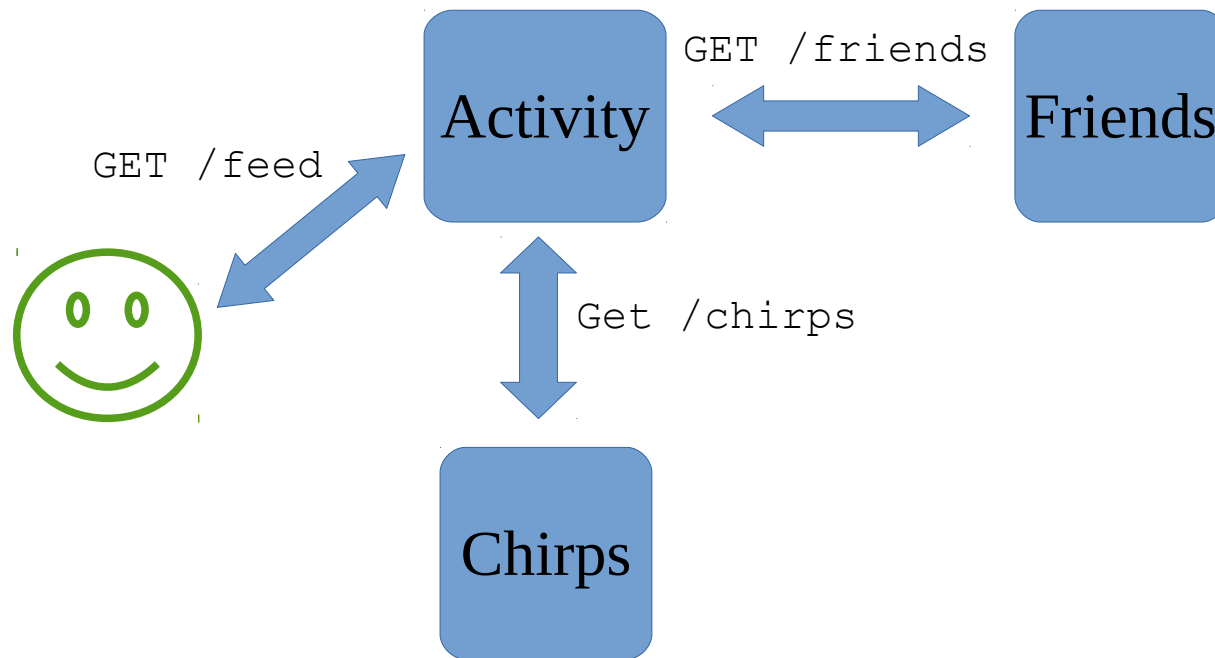 GET /friends
Activity
Friends
GET /feed
Get /chirps
Chirps